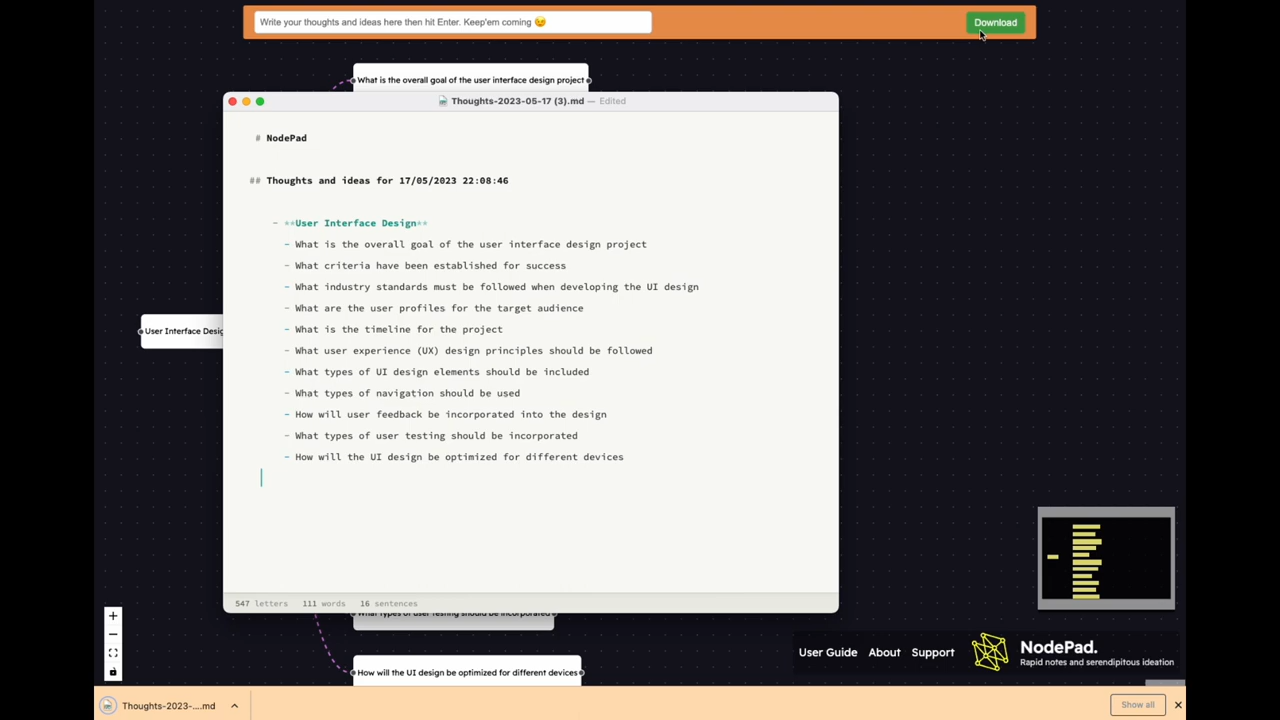 Write your thoughts and ideas here then hit Enter. Keep'em coming 😉
Download
What is the overall goal of the user interface design project
Thoughts-2023-05-17 (3).md — Edited
# NodePad
## Thoughts and ideas for 17/05/2023 22:08:46
- **User Interface Design**
- What is the overall goal of the user interface design project
- What criteria have been established for success
- What industry standards must be followed when developing the UI design
- What are the user profiles for the target audience
- What is the timeline for the project
- What user experience (UX) design principles should be followed
- What types of UI design elements should be included
- What types of navigation should be used
- How will user feedback be incorporated into the design
- What types of user testing should be incorporated
- How will the UI design be optimized for different devices
User Interface Desig
547 letters 111 words 16 sentences
What types of user testing should be incorporated
How will the UI design be optimized for different devices
User Guide About Support
NodePad.
Rapid notes and serendipitous ideation
Thoughts-2023-....md
Show all